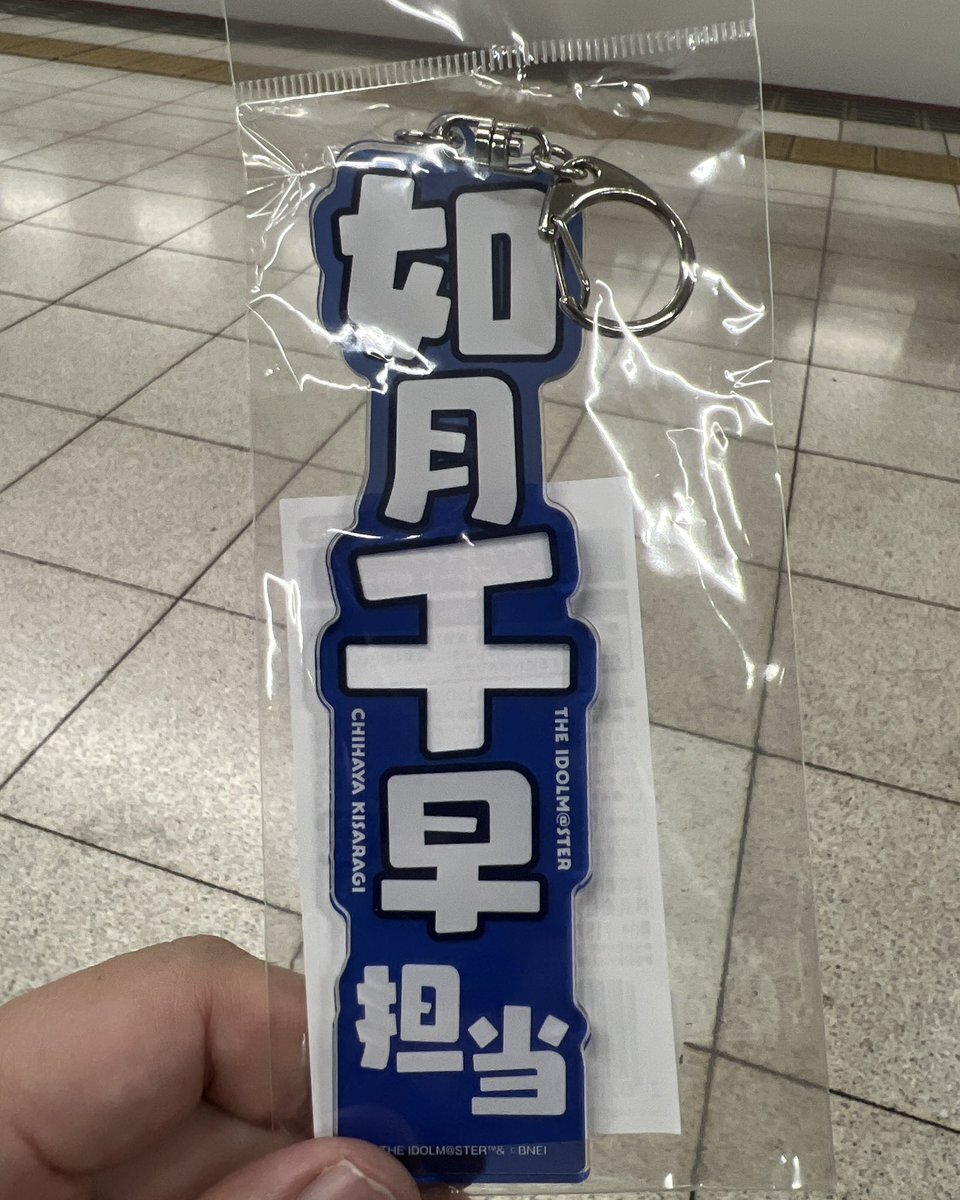 如月千早
THE IDOLM@STER
CHIHAYA KISARAGI
担当
THE IDOLM@STER™& ©BNEI